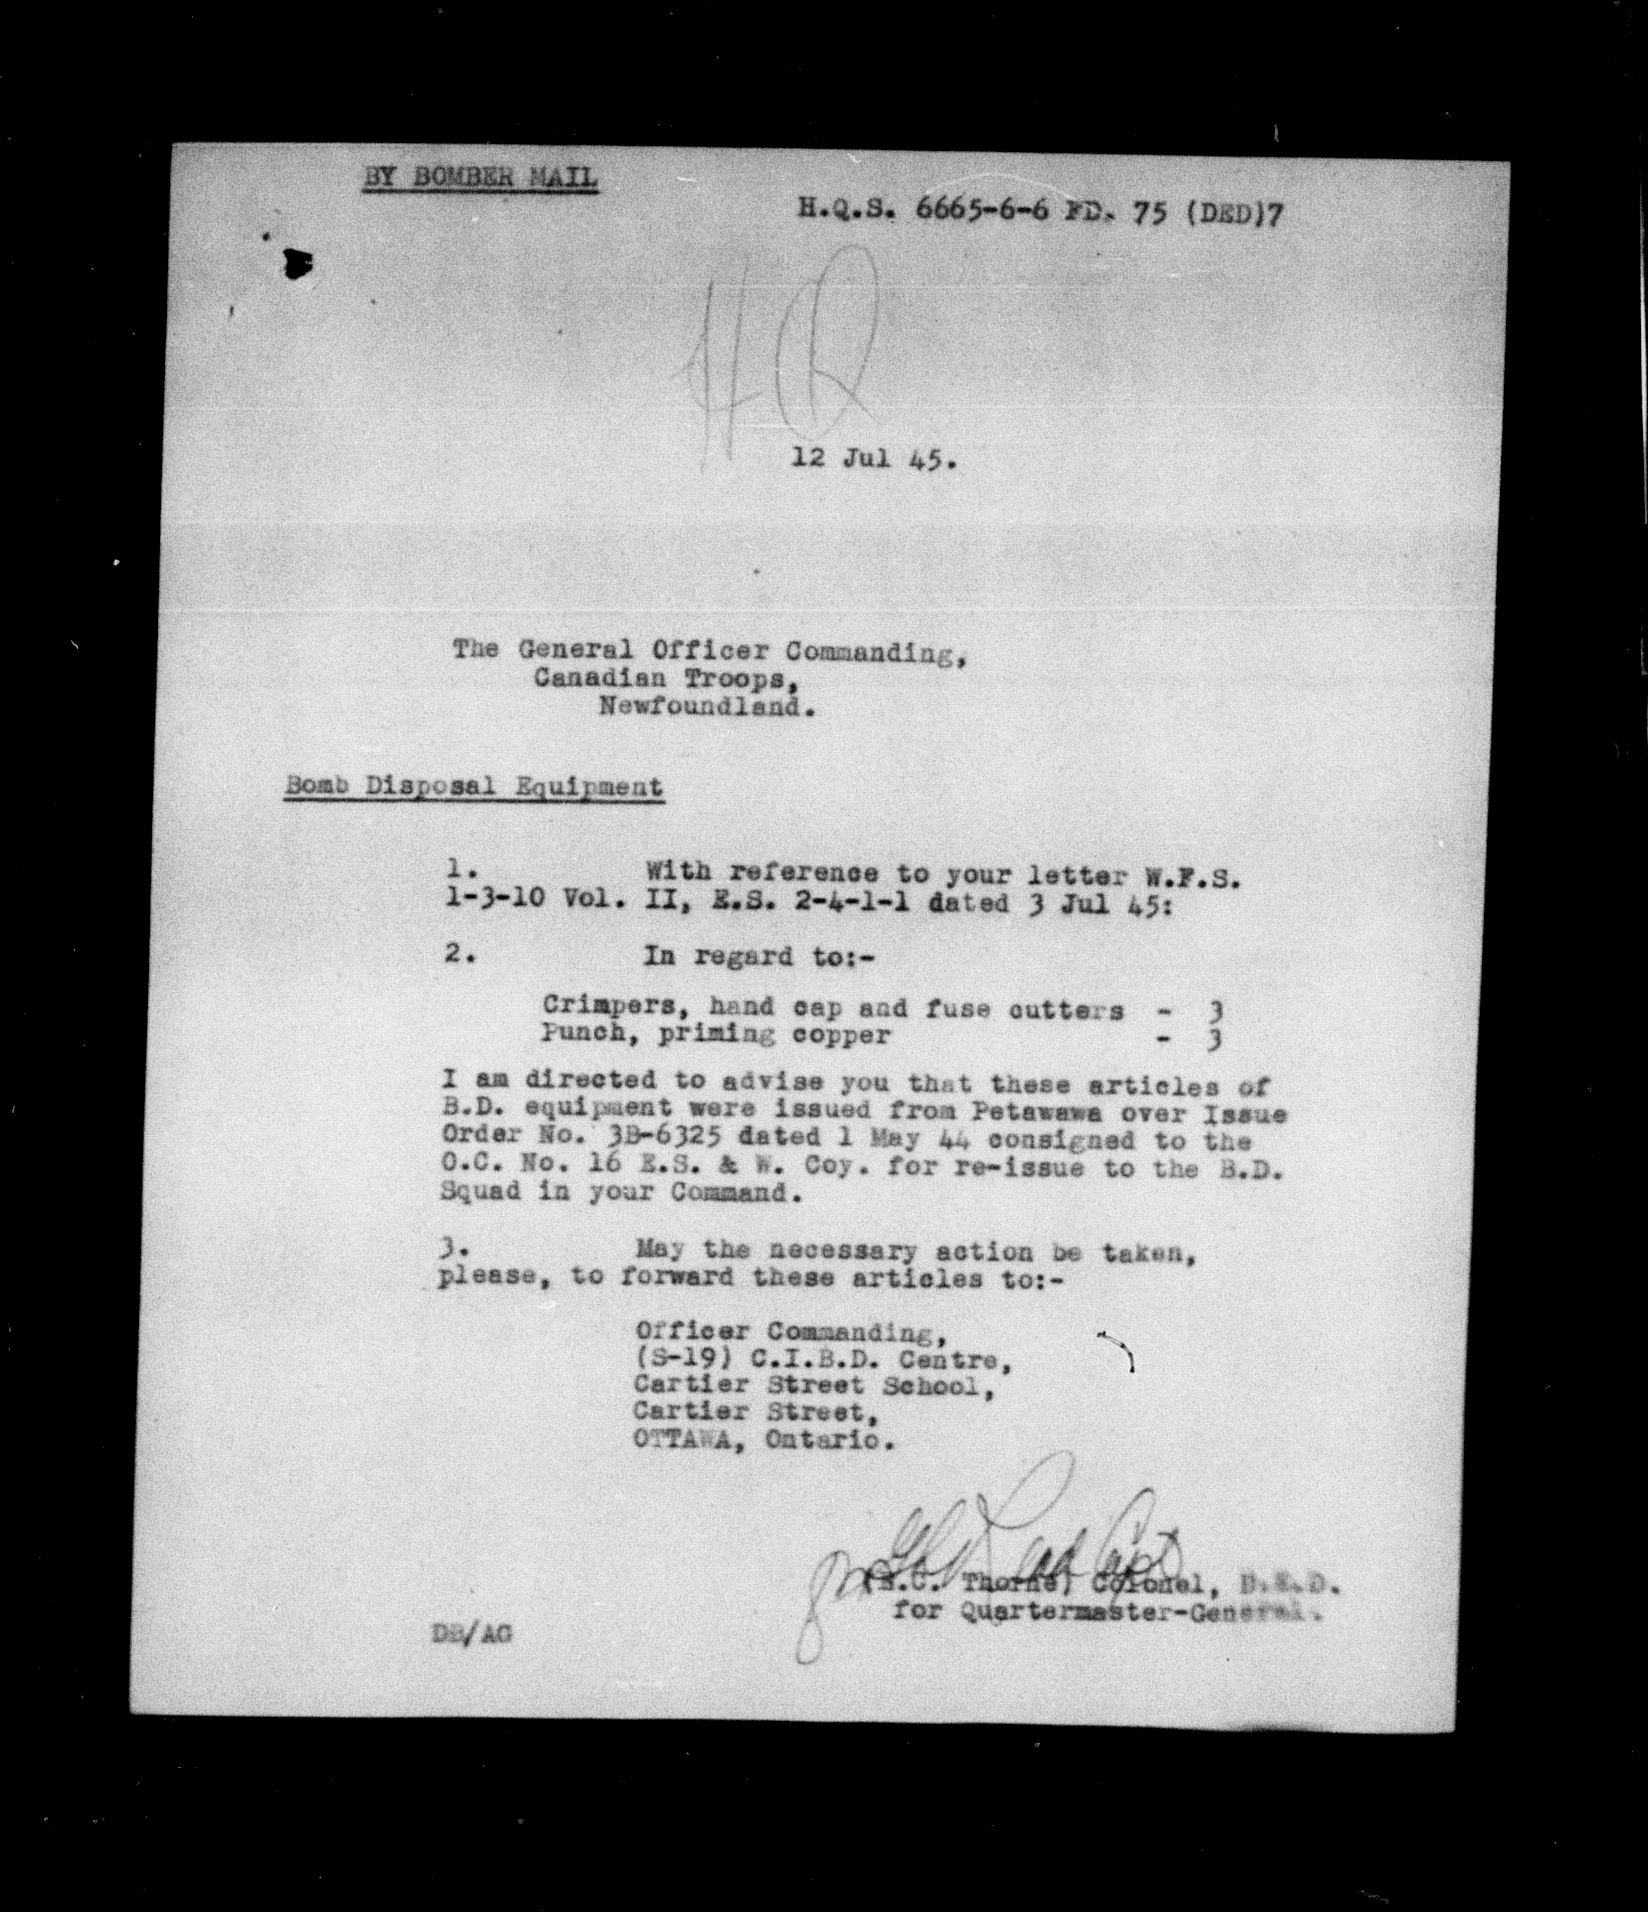 BY BOMBER MAIL
H.Q.S. 6665-6-6 FD. 75 (DED)7
HQ
12 Jul 45.
The General Officer Commanding,
Canadian Troops,
Newfoundland.
Bomb Disposal Equipment
1. With reference to your letter W.F.S.
1-3-10 Vol. II, E.S. 2-4-1-1 dated 3 Jul 45:
2. In regard to:-
Crimpers, hand cap and fuse cutters - 3
Punch, priming copper - 3
I am directed to advise you that these articles of
B.D. equipment were issued from Petawawa over Issue
Order No. 3B-6325 dated 1 May 44 consigned to the
O.C. No. 16 E.S. & W. Coy. for re-issue to the B.D.
Squad in your Command.
3. May the necessary action be taken,
please, to forward these articles to:-
Officer Commanding,
(S-19) C.I.B.D. Centre,
Cartier Street School,
Cartier Street,
OTTAWA, Ontario.
Capt
Thorne) Colonel,
for Quartermaster-General.
DB/AG